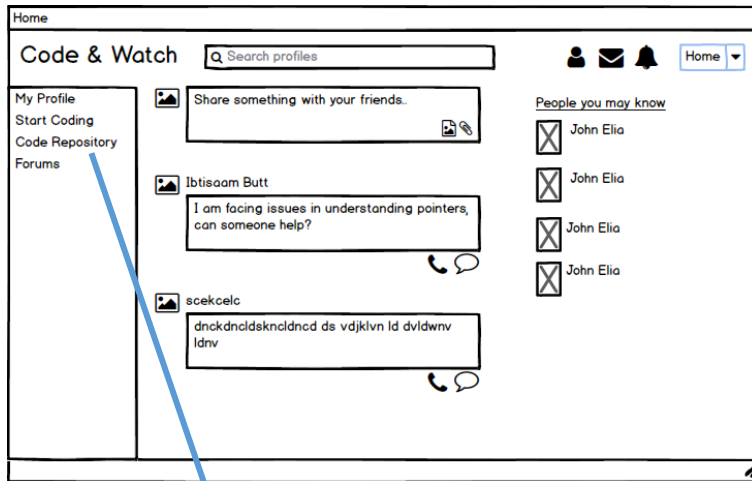 Home
Code & Watch
Search profiles
Home
My Profile
Start Coding
Code Repository
Forums
Share something with your friends..
Ibtisaam Butt
I am facing issues in understanding pointers,
can someone help?
scekcelc
dnckdncldskncldncd ds vdjklvn ld dvldwnv
ldnv
People you may know
John Elia
John Elia
John Elia
John Elia